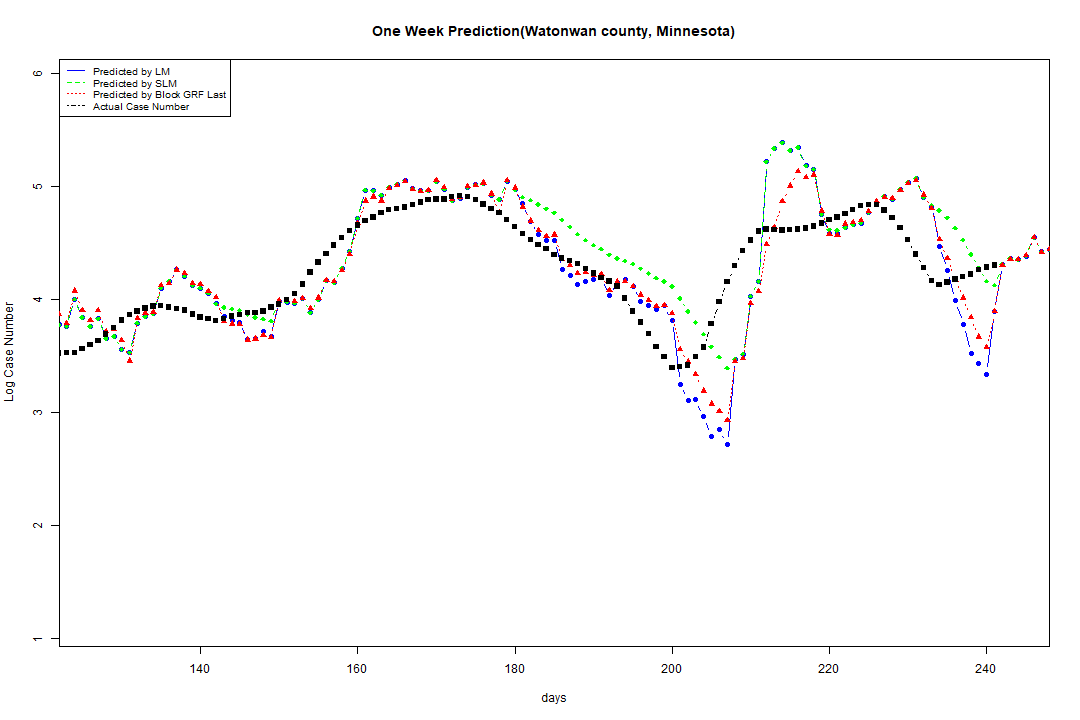 One Week Prediction(Watonwan county, Minnesota)
Predicted by LM
Predicted by SLM
Predicted by Block GRF Last
Actual Case Number
6
5
4
3
2
1
Log Case Number
140 160 180 200 220 240
days